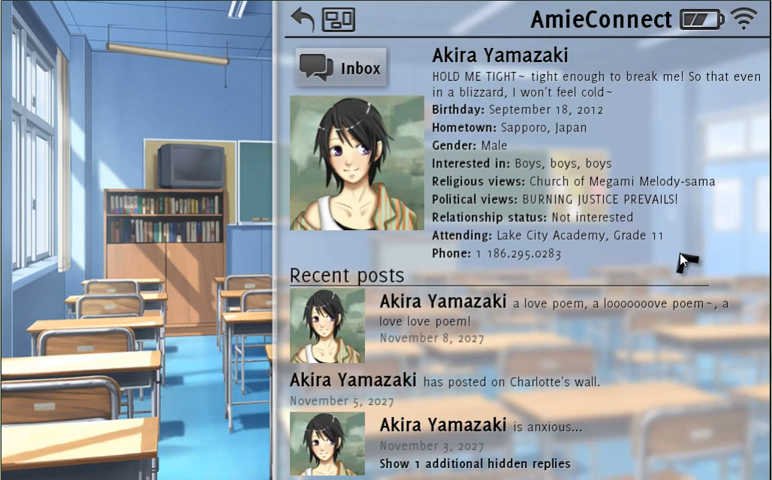 AmieConnect
Inbox
Akira Yamazaki
HOLD ME TIGHT~ tight enough to break me! So that even
in a blizzard, I won't feel cold~
Birthday: September 18, 2012
Hometown: Sapporo, Japan
Gender: Male
Interested in: Boys, boys, boys
Religious views: Church of Megami Melody-sama
Political views: BURNING JUSTICE PREVAILS!
Relationship status: Not interested
Attending: Lake City Academy, Grade 11
Phone: 1 186.295.0283
Recent posts
Akira Yamazaki a love poem, a looooooove poem~, a
love love poem!
November 8, 2027
Akira Yamazaki has posted on Charlotte's wall.
November 5, 2027
Akira Yamazaki is anxious...
November 3, 2027
Show 1 additional hidden replies